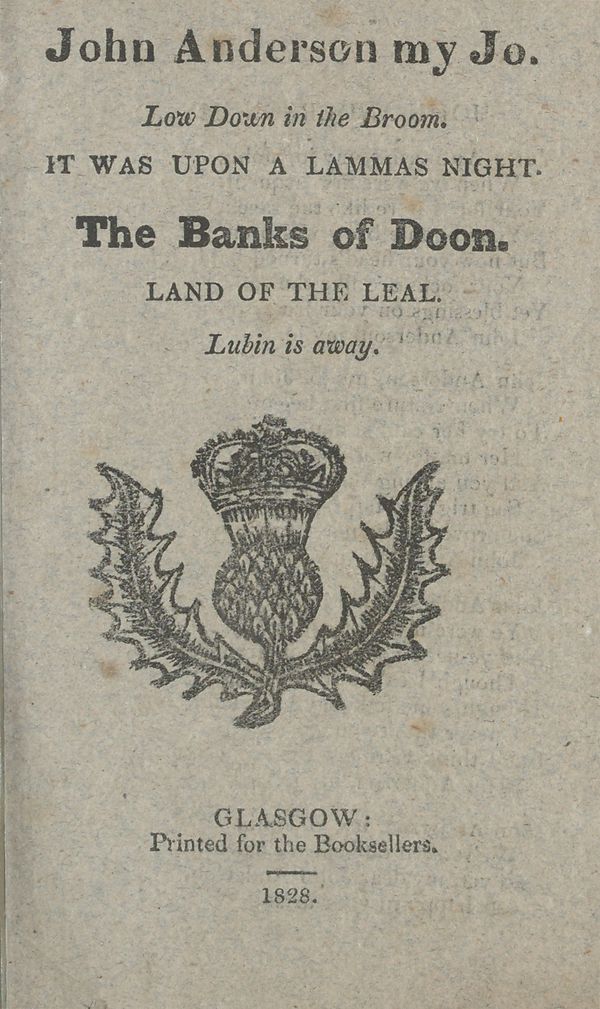 John Anderson my Jo.
Low Down in the Broom.
IT WAS UPON A LAMMAS NIGHT.
The Banks of Doon.
LAND OF THE LEAL.
Lubin is away.
GLASGOW:
Printed for the Booksellers.
1828.